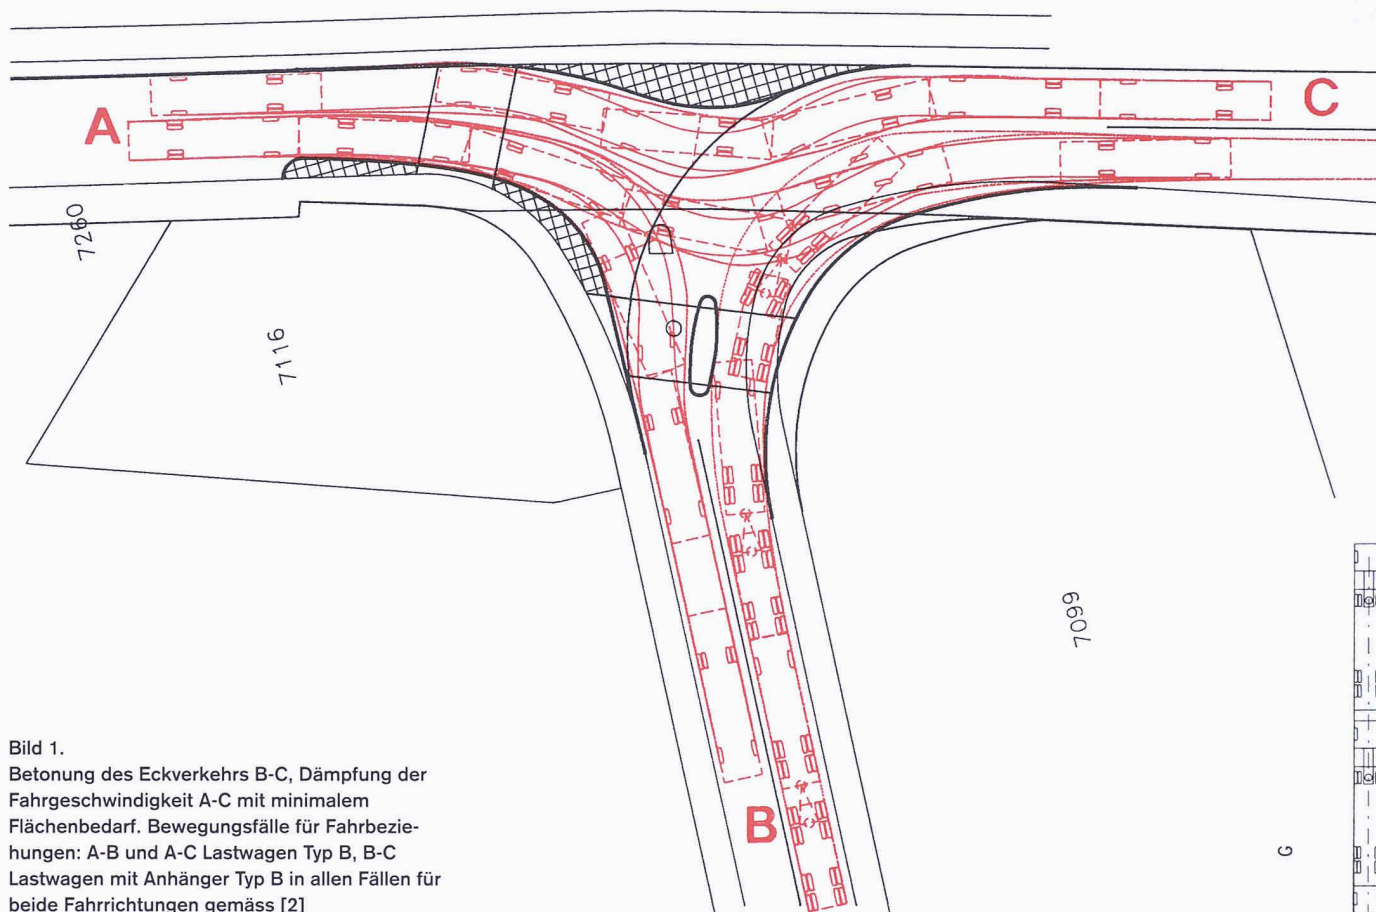 A
C
7260
7116
7099
B
G
Bild 1.
Betonung des Eckverkehrs B-C, Dämpfung der
Fahrgeschwindigkeit A-C mit minimalem
Flächenbedarf. Bewegungsfälle für Fahrbezie-
hungen: A-B und A-C Lastwagen Typ B, B-C
Lastwagen mit Anhänger Typ B in allen Fällen für
beide Fahrrichtungen gemäss [2]